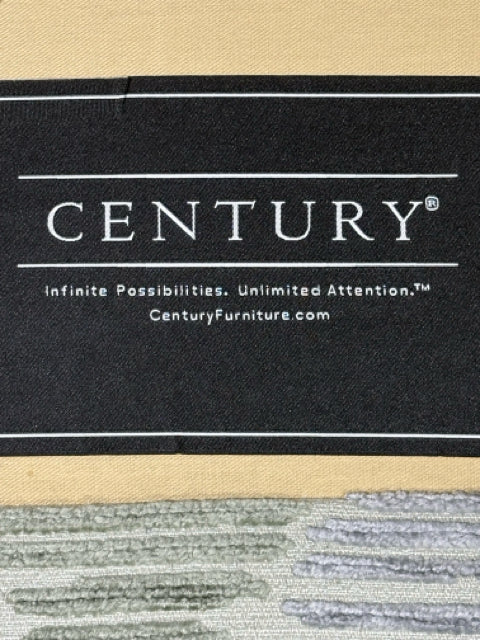 CENTURY®
Infinite Possibilities. Unlimited Attention.™
CenturyFurniture.com